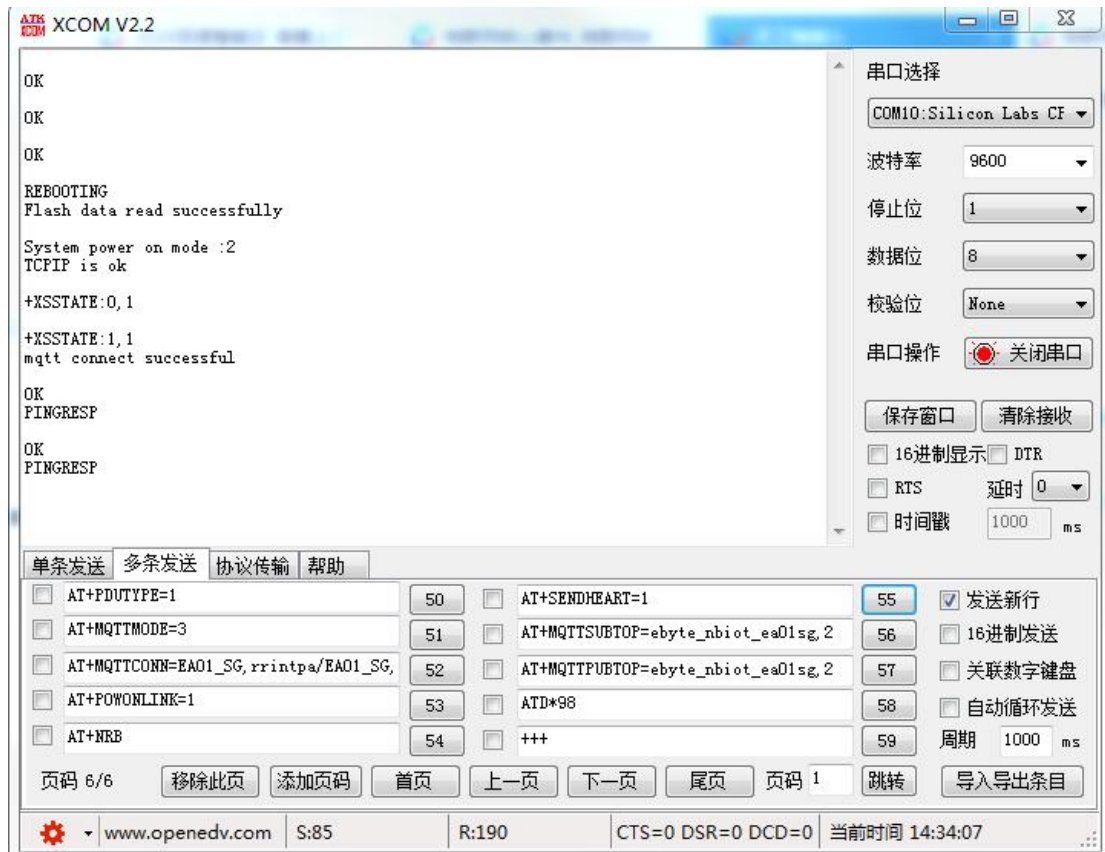 ATK XCOM XCOM V2.2
OK
OK
OK
REBOOTING
Flash data read successfully
System power on mode :2
TCPIP is ok
+XSSTATE:0,1
+XSSTATE:1,1
mqtt connect successful
OK
PINGRESP
OK
PINGRESP
串口选择
COM10:Silicon Labs CF
波特率 9600
停止位 1
数据位 8
校验位 None
串口操作 关闭串口
保存窗口 清除接收
16进制显示 DTR
RTS 延时 0
时间戳 1000 ms
单条发送 多条发送 协议传输 帮助
AT+PDUTYPE=1 50 AT+SENDHEART=1 55 发送新行
AT+MQTTMODE=3 51 AT+MQTTSUBTOP=ebyte_nbiot_ea01sg,2 56 16进制发送
AT+MQTTCONN=EA01_SG,rrintpa/EA01_SG, 52 AT+MQTTPUBTOP=ebyte_nbiot_ea01sg,2 57 关联数字键盘
AT+POWONLINK=1 53 ATD*98 58 自动循环发送
AT+NRB 54 +++ 59 周期 1000 ms
页码 6/6 移除此页 添加页码 首页 上一页 下一页 尾页 页码 1 跳转 导入导出条目
www.openedv.com S:85 R:190 CTS=0 DSR=0 DCD=0 当前时间 14:34:07